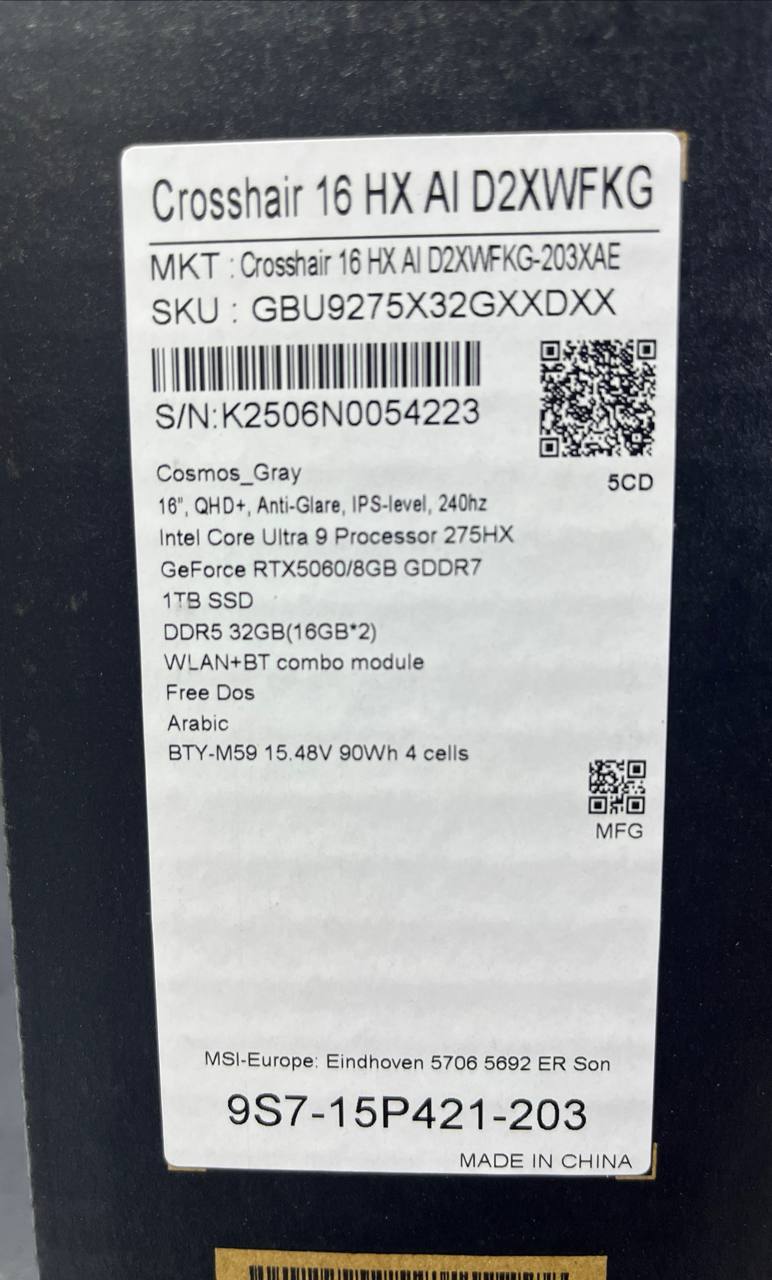 Crosshair 16 HX AI D2XWFKG
MKT : Crosshair 16 HX AI D2XWFKG-203XAE
SKU : GBU9275X32GXXDXX
S/N:K2506N0054223
5CD
Cosmos_Gray
16", QHD+, Anti-Glare, IPS-level, 240hz
Intel Core Ultra 9 Processor 275HX
GeForce RTX5060/8GB GDDR7
1TB SSD
DDR5 32GB(16GB*2)
WLAN+BT combo module
Free Dos
Arabic
BTY-M59 15.48V 90Wh 4 cells
MFG
MSI-Europe: Eindhoven 5706 5692 ER Son
9S7-15P421-203
MADE IN CHINA